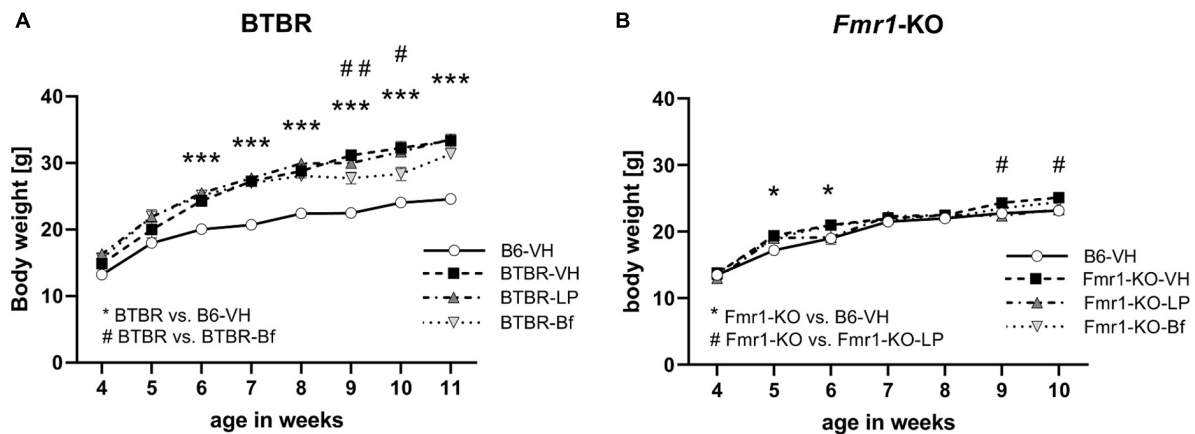 A
BTBR
Body weight [g]
40
30
20
10
0
***
***
***
# #
***
#
***
***
B6-VH
BTBR-VH
BTBR-LP
BTBR-Bf
* BTBR vs. B6-VH
# BTBR vs. BTBR-Bf
4 5 6 7 8 9 10 11
age in weeks
B
Fmr1-KO
body weight [g]
40
30
20
10
0
*
*
#
#
B6-VH
Fmr1-KO-VH
Fmr1-KO-LP
Fmr1-KO-Bf
* Fmr1-KO vs. B6-VH
# Fmr1-KO vs. Fmr1-KO-LP
4 5 6 7 8 9 10
age in weeks